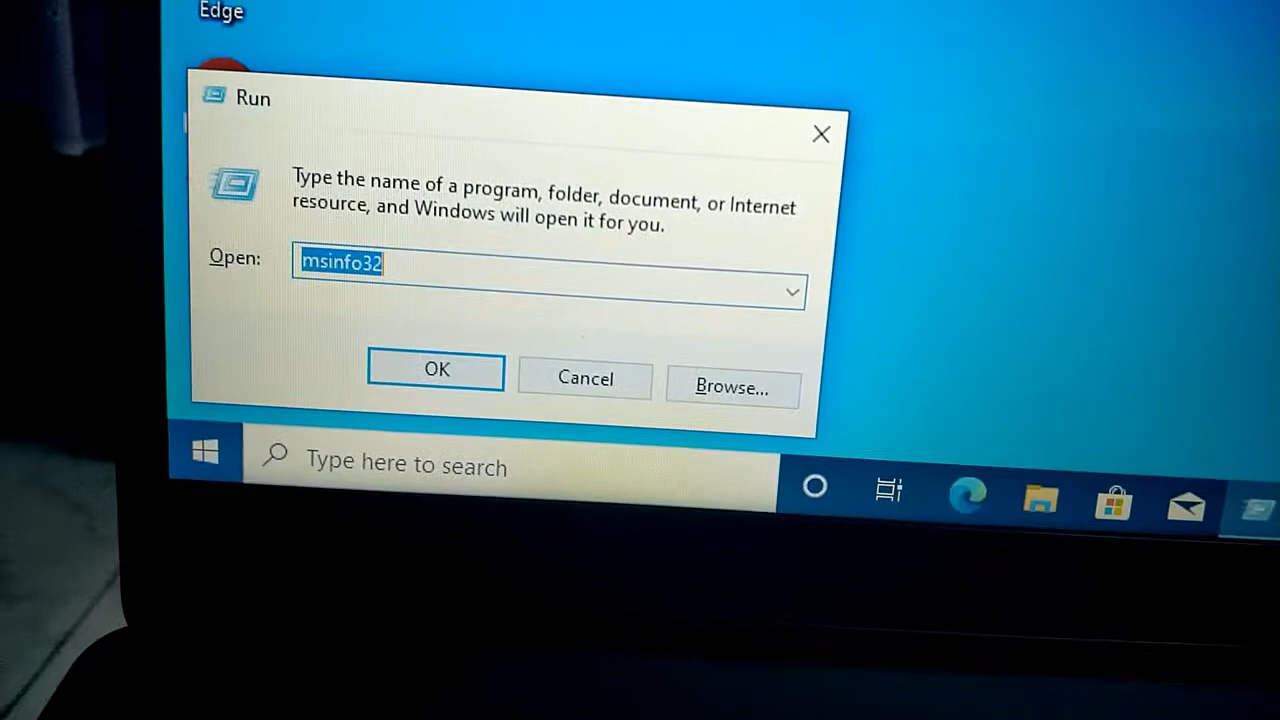 Edge
Run
Type the name of a program, folder, document, or Internet
resource, and Windows will open it for you.
Open:
msinfo32
OK
Cancel
Browse...
Type here to search